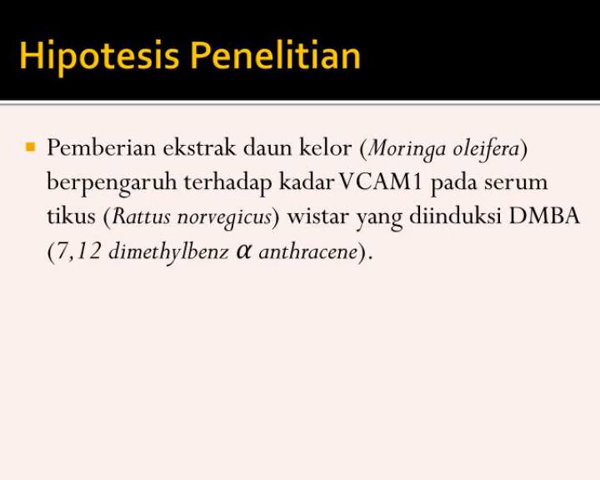 Hipotesis Penelitian
Pemberian ekstrak daun kelor (Moringa oleifera)
berpengaruh terhadap kadar VCAM1 pada serum
tikus (Rattus norvegicus) wistar yang diinduksi DMBA
(7,12 dimethylbenz α anthracene).